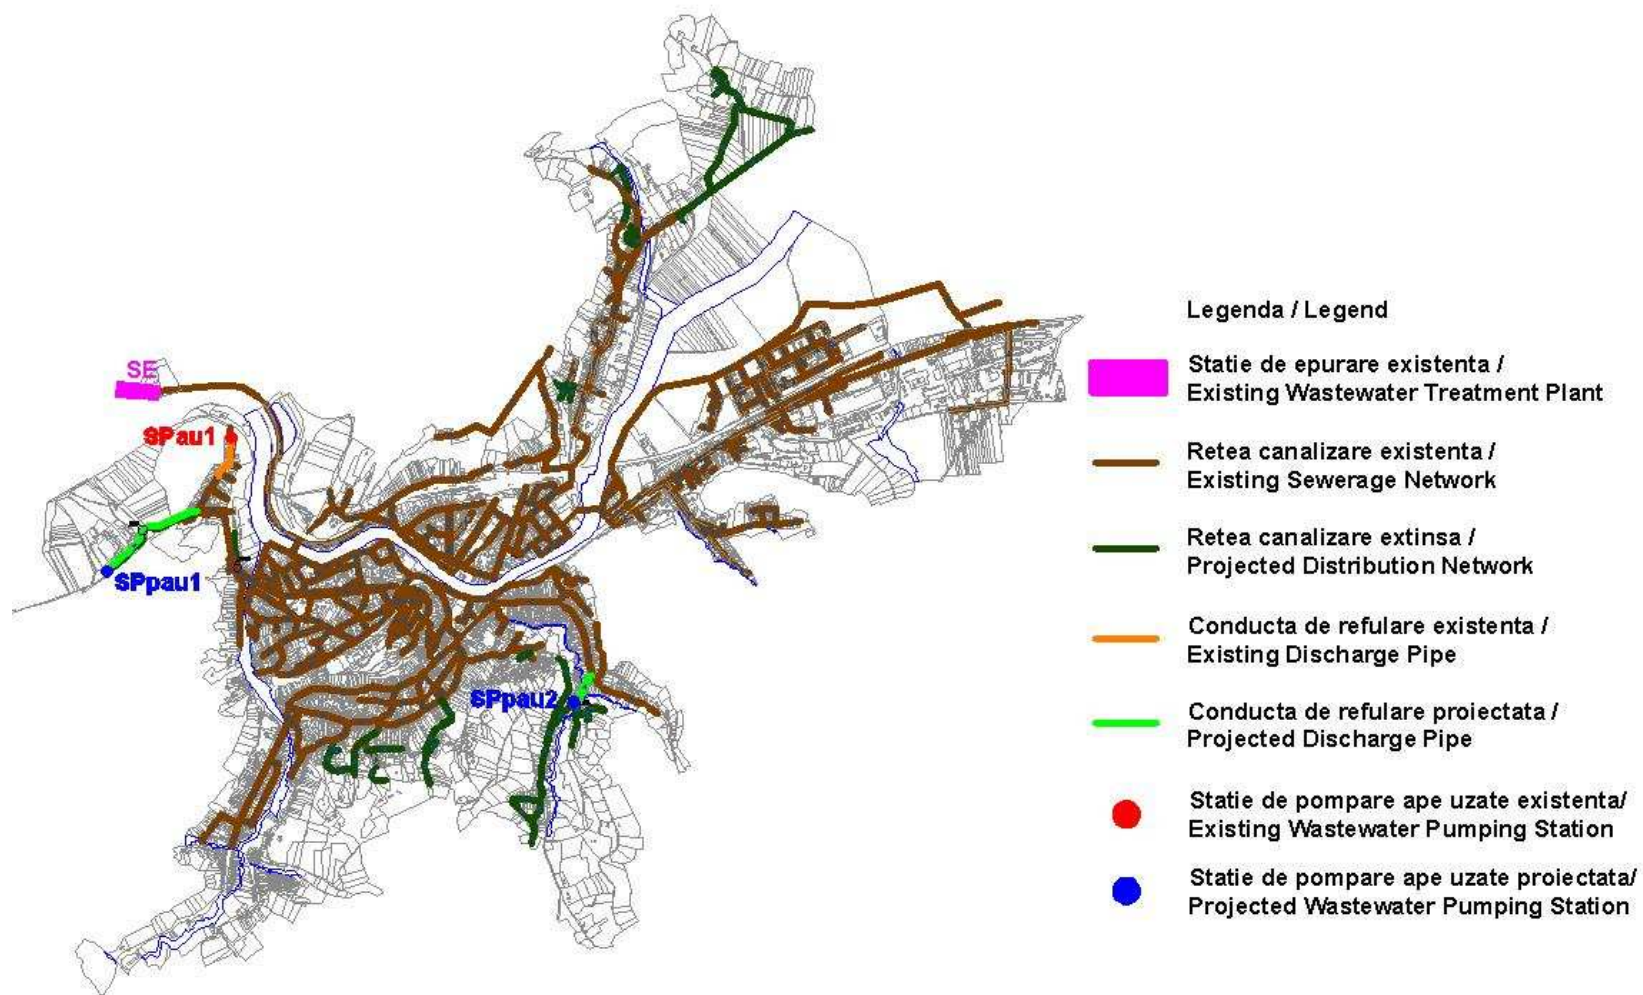 SE
SPau1
SPpau1
SPpau2
Legenda / Legend
Statie de epurare existenta /
Existing Wastewater Treatment Plant
Retea canalizare existenta /
Existing Sewerage Network
Retea canalizare extinsa /
Projected Distribution Network
Conducta de refulare existenta /
Existing Discharge Pipe
Conducta de refulare proiectata /
Projected Discharge Pipe
Statie de pompare ape uzate existenta/
Existing Wastewater Pumping Station
Statie de pompare ape uzate proiectata/
Projected Wastewater Pumping Station